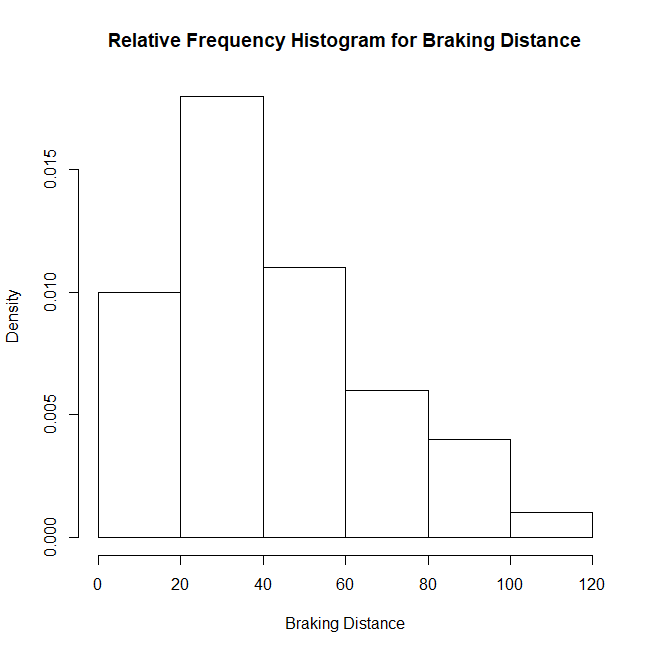 Relative Frequency Histogram for Braking Distance
Density
0.015
0.010
0.005
0.000
0 20 40 60 80 100 120
Braking Distance